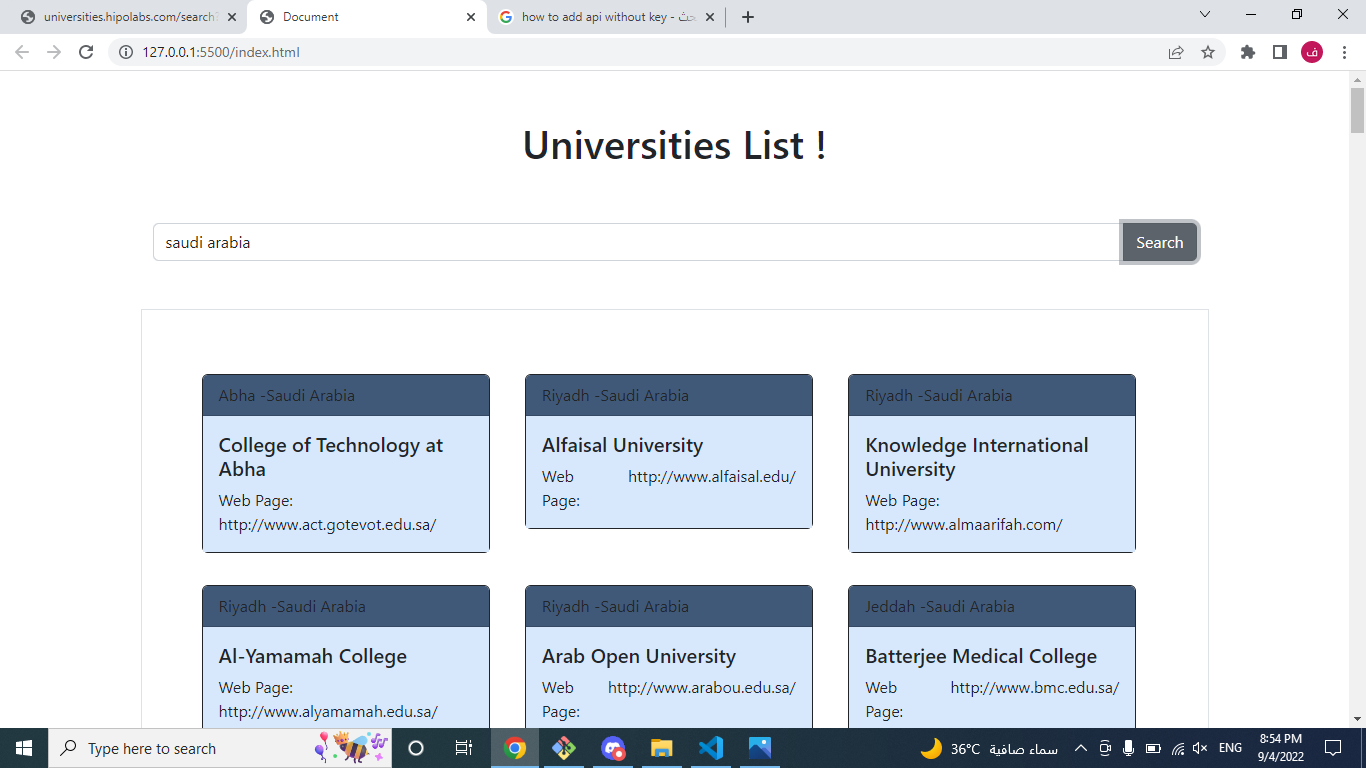 universities.hipolabs.com/search
Document
how to add api without key - بحث
127.0.0.1:5500/index.html
ف
Universities List !
saudi arabia
Search
Abha -Saudi Arabia
College of Technology at
Abha
Web Page:
http://www.act.gotevot.edu.sa/
Riyadh -Saudi Arabia
Alfaisal University
Web http://www.alfaisal.edu/
Page:
Riyadh -Saudi Arabia
Knowledge International
University
Web Page:
http://www.almaarifah.com/
Riyadh -Saudi Arabia
Al-Yamamah College
Web Page:
http://www.alyamamah.edu.sa/
Riyadh -Saudi Arabia
Arab Open University
Web http://www.arabou.edu.sa/
Page:
Jeddah -Saudi Arabia
Batterjee Medical College
Web http://www.bmc.edu.sa/
Page:
Type here to search
36°C سماء صافية
ENG
8:54 PM
9/4/2022